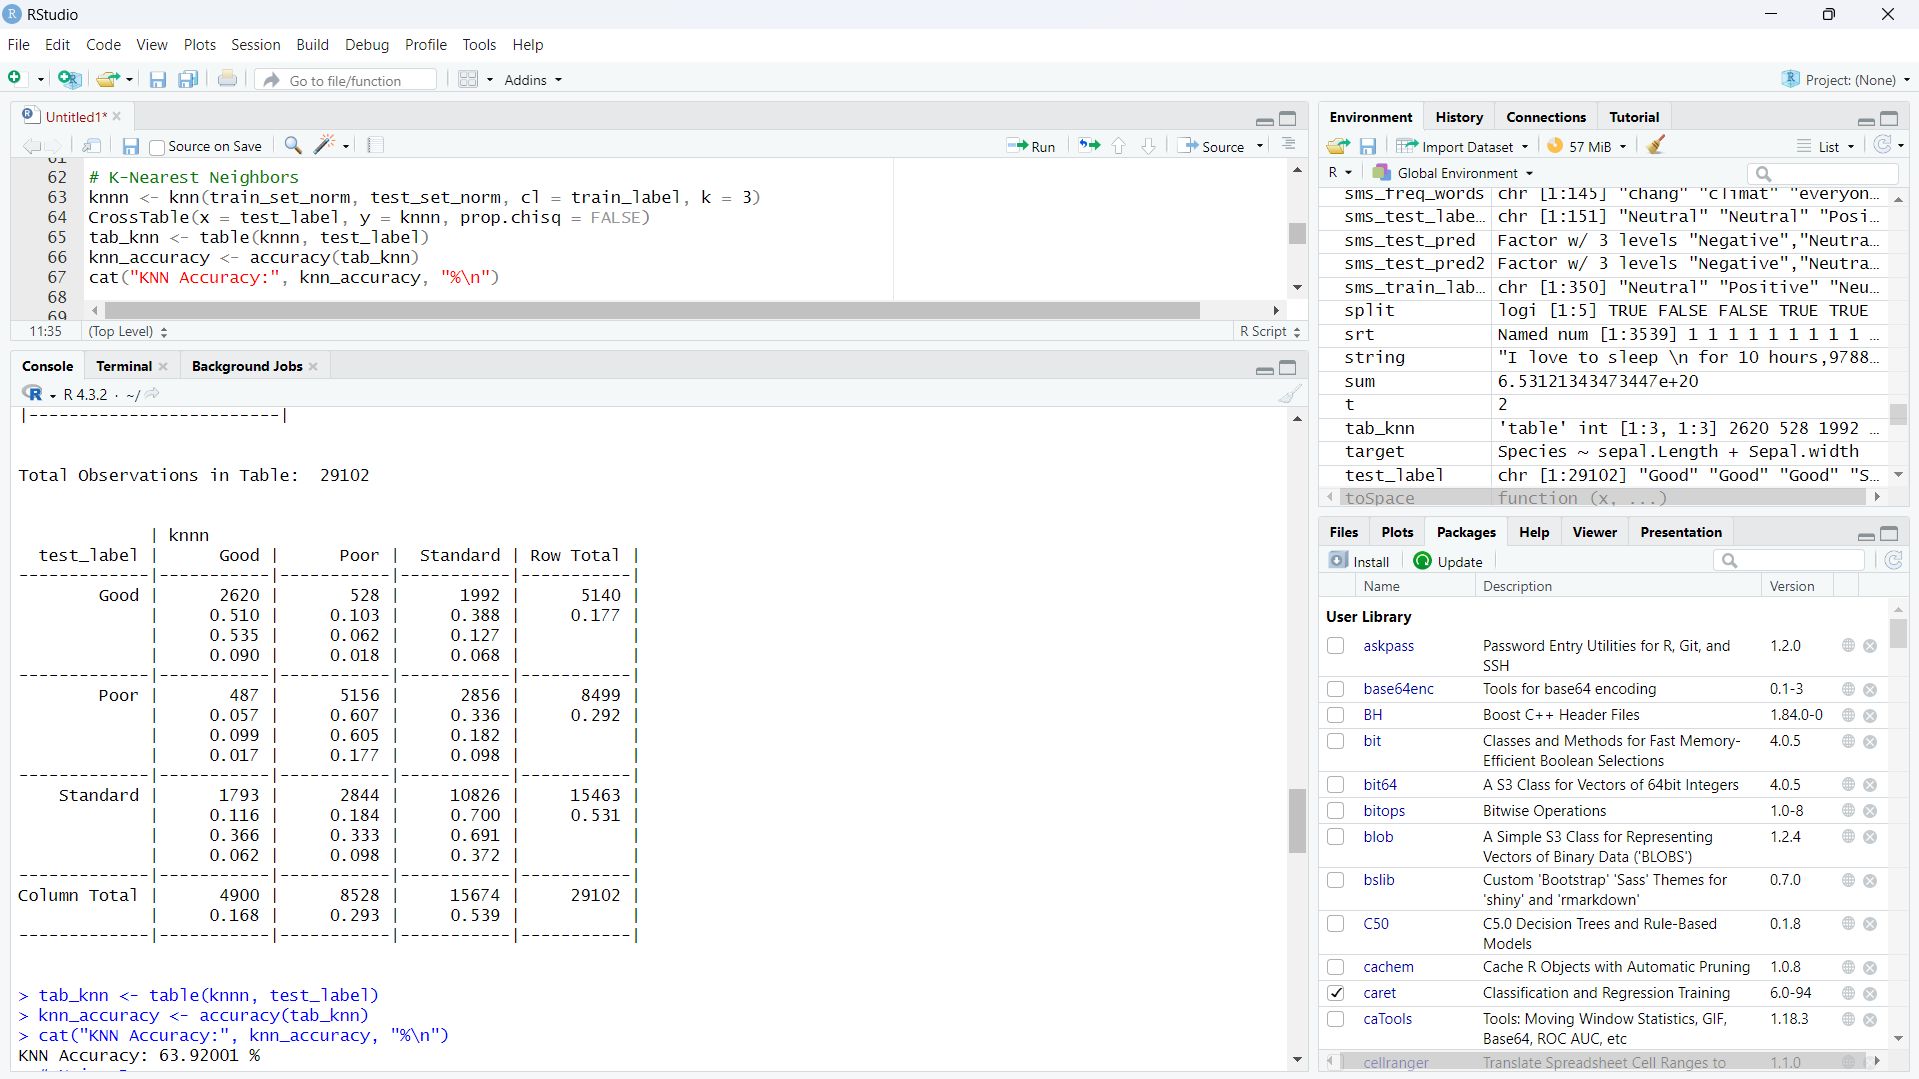 RStudio
File Edit Code View Plots Session Build Debug Profile Tools Help
Go to file/function Addins Project: (None)
Untitled1*
Source on Save Run Source
61
62 # K-Nearest Neighbors
63 knnn <- knn(train_set_norm, test_set_norm, cl = train_label, k = 3)
64 CrossTable(x = test_label, y = knnn, prop.chisq = FALSE)
65 tab_knn <- table(knnn, test_label)
66 knn_accuracy <- accuracy(tab_knn)
67 cat("KNN Accuracy:", knn_accuracy, "%\n")
68
69
11:35 (Top Level) R Script
Console Terminal Background Jobs
R 4.3.2 · ~/
|-------------------------|
Total Observations in Table: 29102
| knnn
test_label | Good | Poor | Standard | Row Total |
-------------|-----------|-----------|-----------|-----------|
Good | 2620 | 528 | 1992 | 5140 |
| 0.510 | 0.103 | 0.388 | 0.177 |
| 0.535 | 0.062 | 0.127 | |
| 0.090 | 0.018 | 0.068 | |
-------------|-----------|-----------|-----------|-----------|
Poor | 487 | 5156 | 2856 | 8499 |
| 0.057 | 0.607 | 0.336 | 0.292 |
| 0.099 | 0.605 | 0.182 | |
| 0.017 | 0.177 | 0.098 | |
-------------|-----------|-----------|-----------|-----------|
Standard | 1793 | 2844 | 10826 | 15463 |
| 0.116 | 0.184 | 0.700 | 0.531 |
| 0.366 | 0.333 | 0.691 | |
| 0.062 | 0.098 | 0.372 | |
-------------|-----------|-----------|-----------|-----------|
Column Total | 4900 | 8528 | 15674 | 29102 |
| 0.168 | 0.293 | 0.539 | |
-------------|-----------|-----------|-----------|-----------|
> tab_knn <- table(knnn, test_label)
> knn_accuracy <- accuracy(tab_knn)
> cat("KNN Accuracy:", knn_accuracy, "%\n")
KNN Accuracy: 63.92001 %
Environment History Connections Tutorial
Import Dataset 57 MiB List
R Global Environment
sms_freq_words chr [1:145] "chang" "climat" "everyon…
sms_test_labe… chr [1:151] "Neutral" "Neutral" "Posi…
sms_test_pred Factor w/ 3 levels "Negative","Neutra…
sms_test_pred2 Factor w/ 3 levels "Negative","Neutra…
sms_train_lab… chr [1:350] "Neutral" "Positive" "Neu…
split logi [1:5] TRUE FALSE FALSE TRUE TRUE
srt Named num [1:3539] 1 1 1 1 1 1 1 1 1 …
string "I love to sleep \n for 10 hours,9788…
sum 6.53121343473447e+20
t 2
tab_knn 'table' int [1:3, 1:3] 2620 528 1992 …
target Species ~ Sepal.Length + Sepal.Width
test_label chr [1:29102] "Good" "Good" "Good" "S…
toSpace function (x, ...)
Files Plots Packages Help Viewer Presentation
Install Update
Name Description Version
User Library
askpass Password Entry Utilities for R, Git, and 1.2.0
SSH
base64enc Tools for base64 encoding 0.1-3
BH Boost C++ Header Files 1.84.0-0
bit Classes and Methods for Fast Memory- 4.0.5
Efficient Boolean Selections
bit64 A S3 Class for Vectors of 64bit Integers 4.0.5
bitops Bitwise Operations 1.0-8
blob A Simple S3 Class for Representing 1.2.4
Vectors of Binary Data ('BLOBS')
bslib Custom 'Bootstrap' 'Sass' Themes for 0.7.0
'shiny' and 'rmarkdown'
C50 C5.0 Decision Trees and Rule-Based 0.1.8
Models
cachem Cache R Objects with Automatic Pruning 1.0.8
caret Classification and Regression Training 6.0-94
caTools Tools: Moving Window Statistics, GIF, 1.18.3
Base64, ROC AUC, etc
cellranger Translate Spreadsheet Cell Ranges to 1.1.0